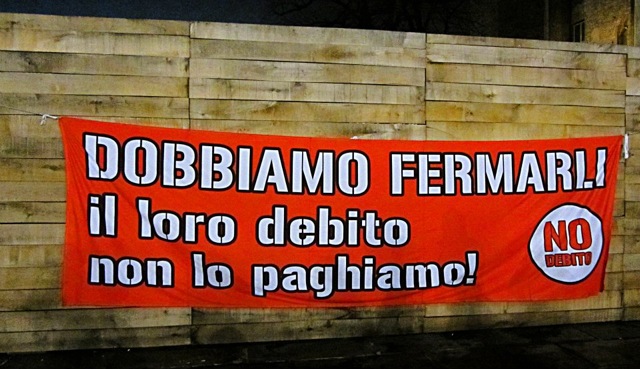 DOBBIAMO FERMARLI
il loro debito
non lo paghiamo!
NO
DEBITO